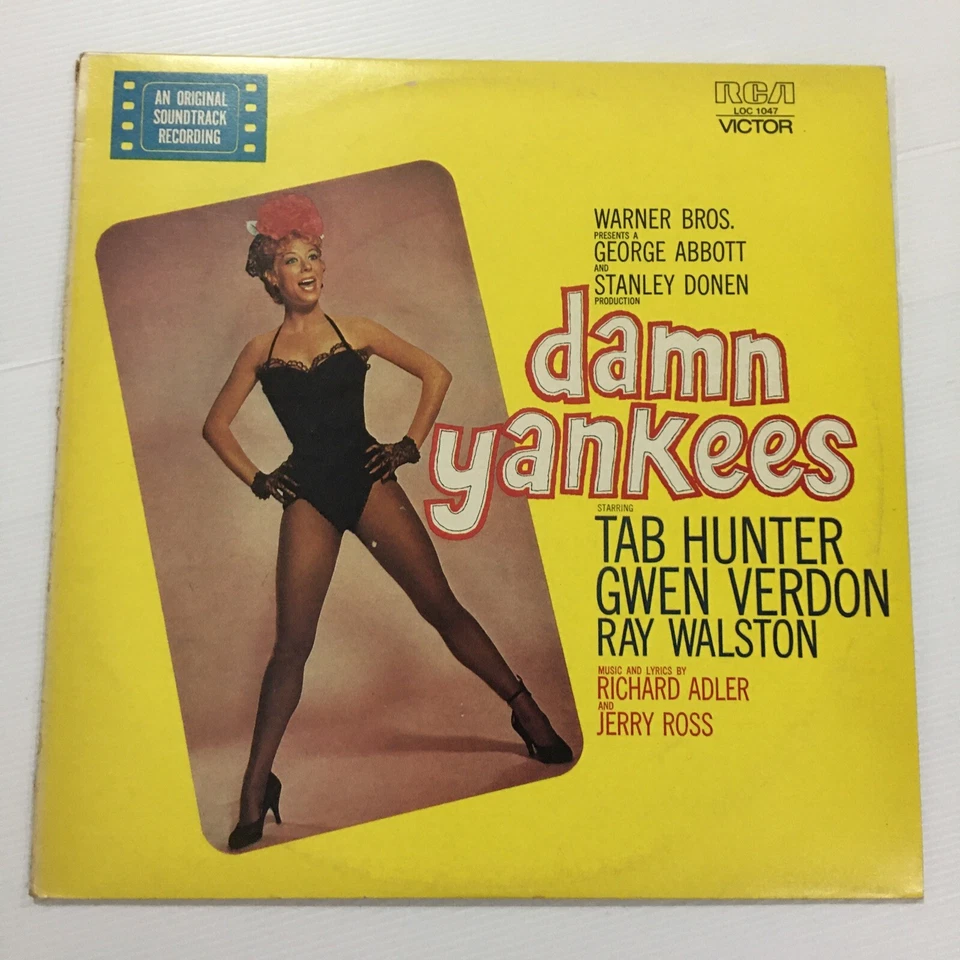 AN ORIGINAL
SOUNDTRACK
RECORDING
RCA
LOC 1047
VICTOR
WARNER BROS.
PRESENTS A
GEORGE ABBOTT
AND
STANLEY DONEN
PRODUCTION
damn
yankees
STARRING
TAB HUNTER
GWEN VERDON
RAY WALSTON
MUSIC AND LYRICS BY
RICHARD ADLER
AND
JERRY ROSS